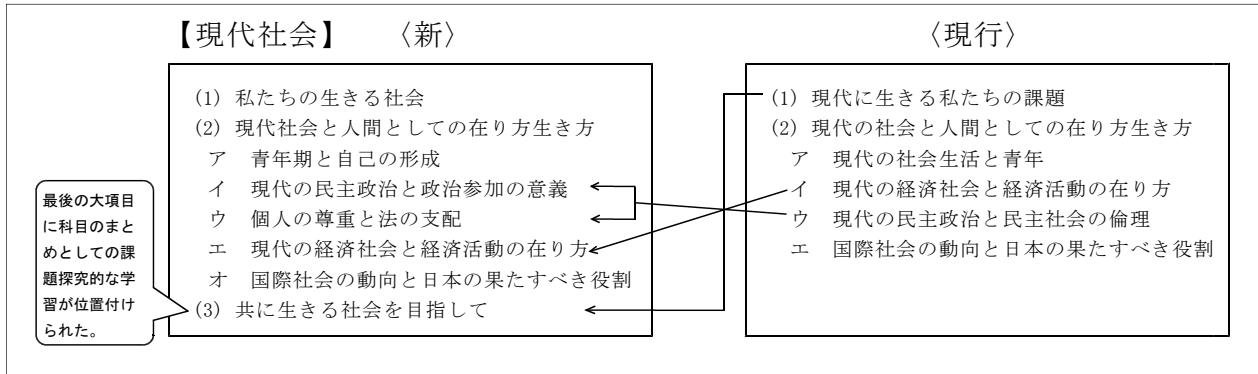 【現代社会】 〈新〉
(1) 私たちの生きる社会
(2) 現代社会と人間としての在り方生き方
ア 青年期と自己の形成
イ 現代の民主政治と政治参加の意義
ウ 個人の尊重と法の支配
エ 現代の経済社会と経済活動の在り方
オ 国際社会の動向と日本の果たすべき役割
(3) 共に生きる社会を目指して
最後の大項目
に科目のまと
めとしての課
題探究的な学
習が位置付け
られた。
〈現行〉
(1) 現代に生きる私たちの課題
(2) 現代の社会と人間としての在り方生き方
ア 現代の社会生活と青年
イ 現代の経済社会と経済活動の在り方
ウ 現代の民主政治と民主社会の倫理
エ 国際社会の動向と日本の果たすべき役割